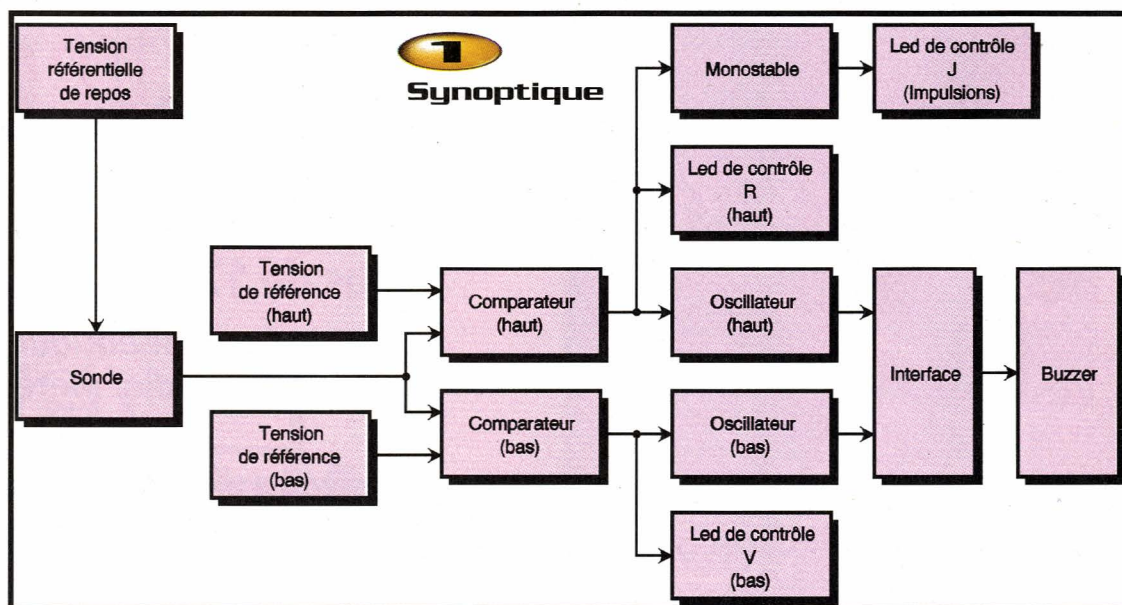 Tension
référentielle
de repos
1
Synoptique
Monostable
Led de contrôle
J
(Impulsions)
Led de contrôle
R
(haut)
Tension
de référence
(haut)
Comparateur
(haut)
Oscillateur
(haut)
Sonde
Interface
Buzzer
Tension
de référence
(bas)
Comparateur
(bas)
Oscillateur
(bas)
Led de contrôle
V
(bas)